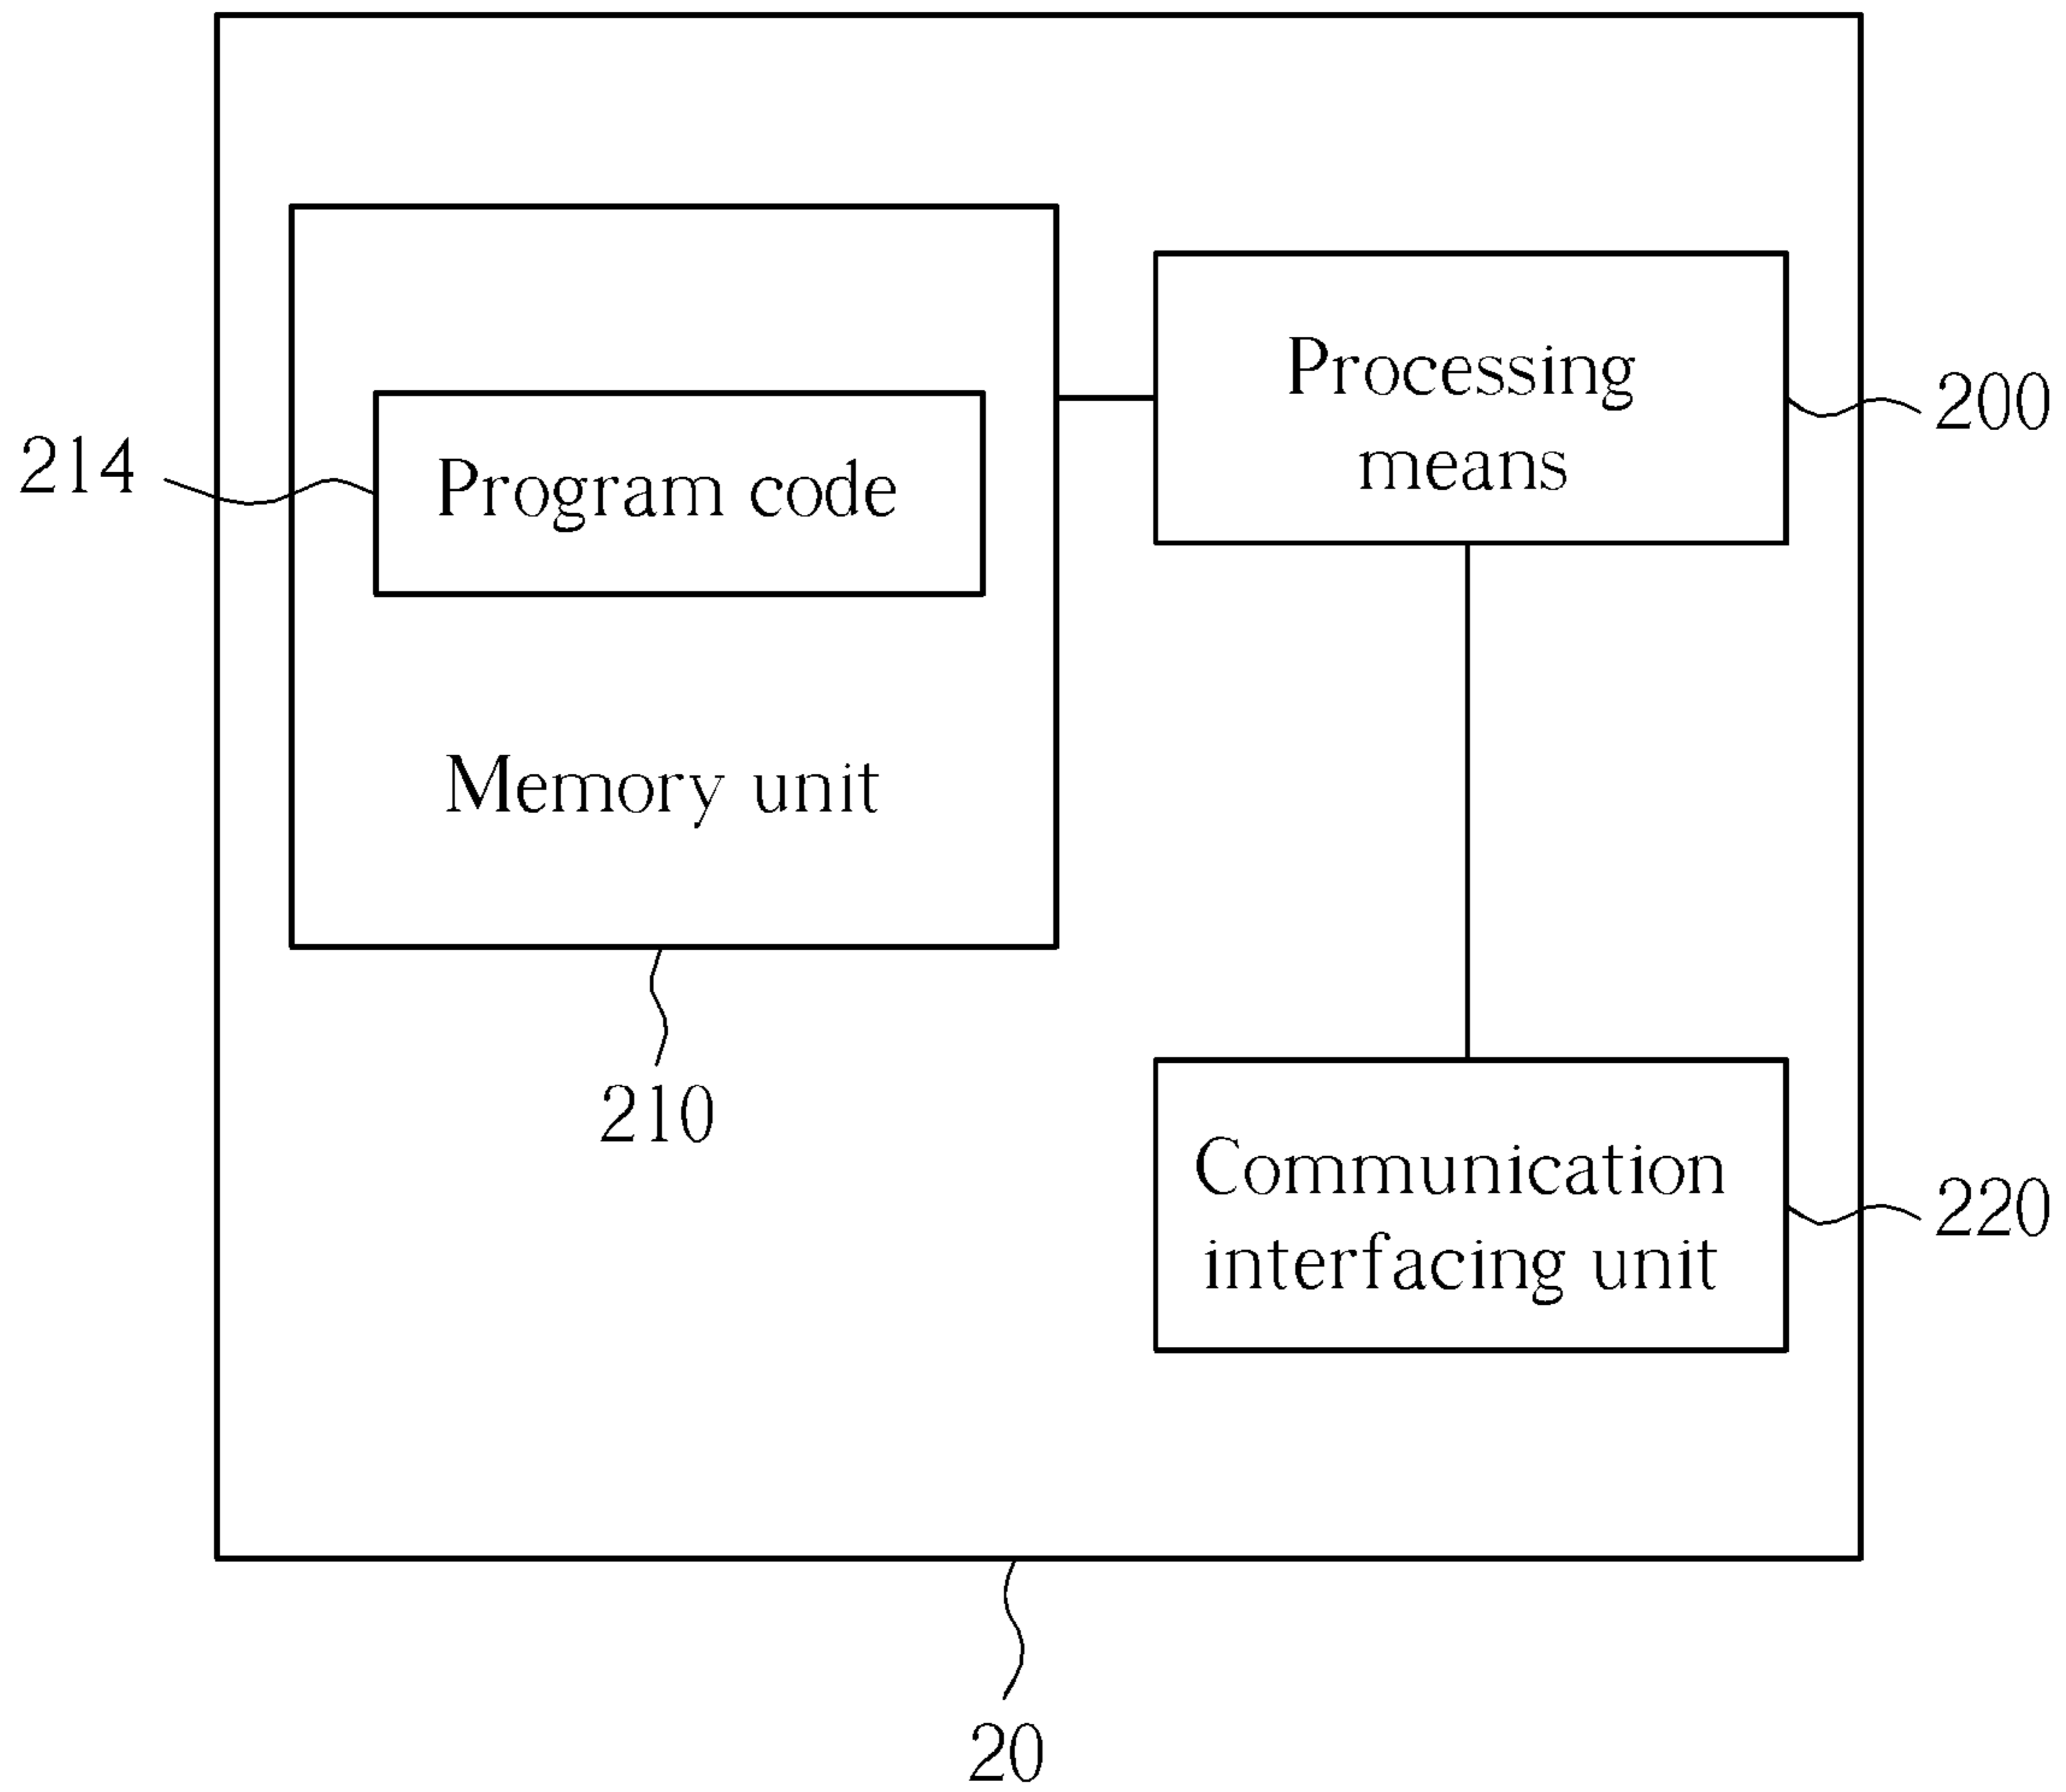 Processing
means
200
214
Program code
Memory unit
210
Communication
interfacing unit
220
20